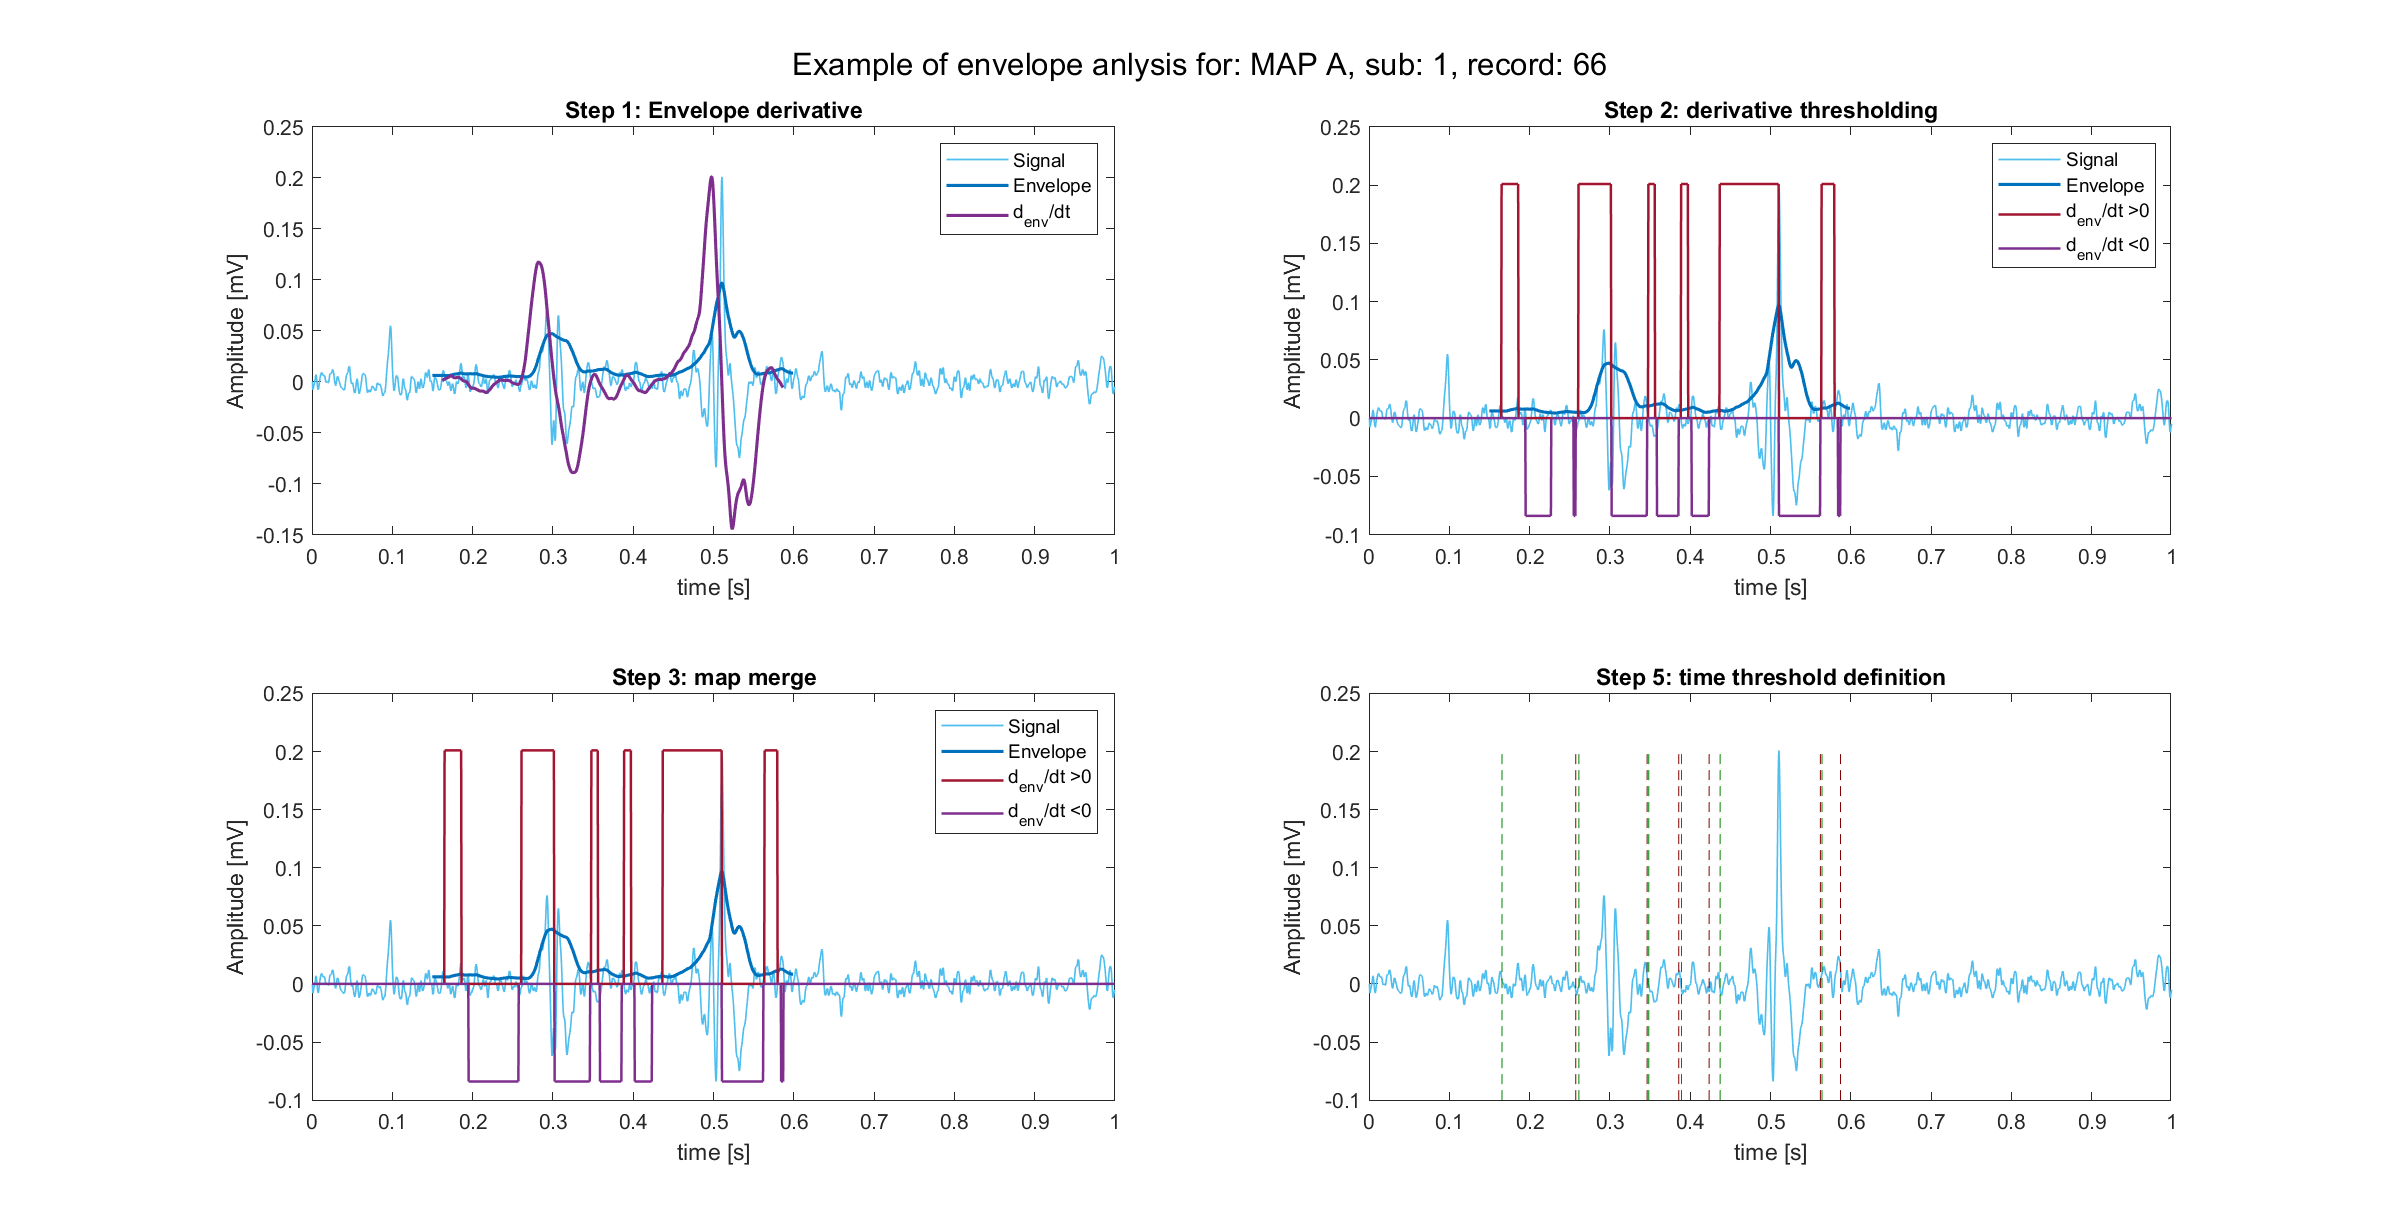 Example of envelope anlysis for: MAP A, sub: 1, record: 66
Step 1: Envelope derivative
0.25
0.2
0.15
0.1
0.05
0
-0.05
-0.1
-0.15
Amplitude [mV]
Signal
Envelope
d_env/dt
0 0.1 0.2 0.3 0.4 0.5 0.6 0.7 0.8 0.9 1
time [s]
Step 2: derivative thresholding
0.25
0.2
0.15
0.1
0.05
0
-0.05
-0.1
Amplitude [mV]
Signal
Envelope
d_env/dt >0
d_env/dt <0
0 0.1 0.2 0.3 0.4 0.5 0.6 0.7 0.8 0.9 1
time [s]
Step 3: map merge
0.25
0.2
0.15
0.1
0.05
0
-0.05
-0.1
Amplitude [mV]
Signal
Envelope
d_env/dt >0
d_env/dt <0
0 0.1 0.2 0.3 0.4 0.5 0.6 0.7 0.8 0.9 1
time [s]
Step 5: time threshold definition
0.25
0.2
0.15
0.1
0.05
0
-0.05
-0.1
Amplitude [mV]
0 0.1 0.2 0.3 0.4 0.5 0.6 0.7 0.8 0.9 1
time [s]